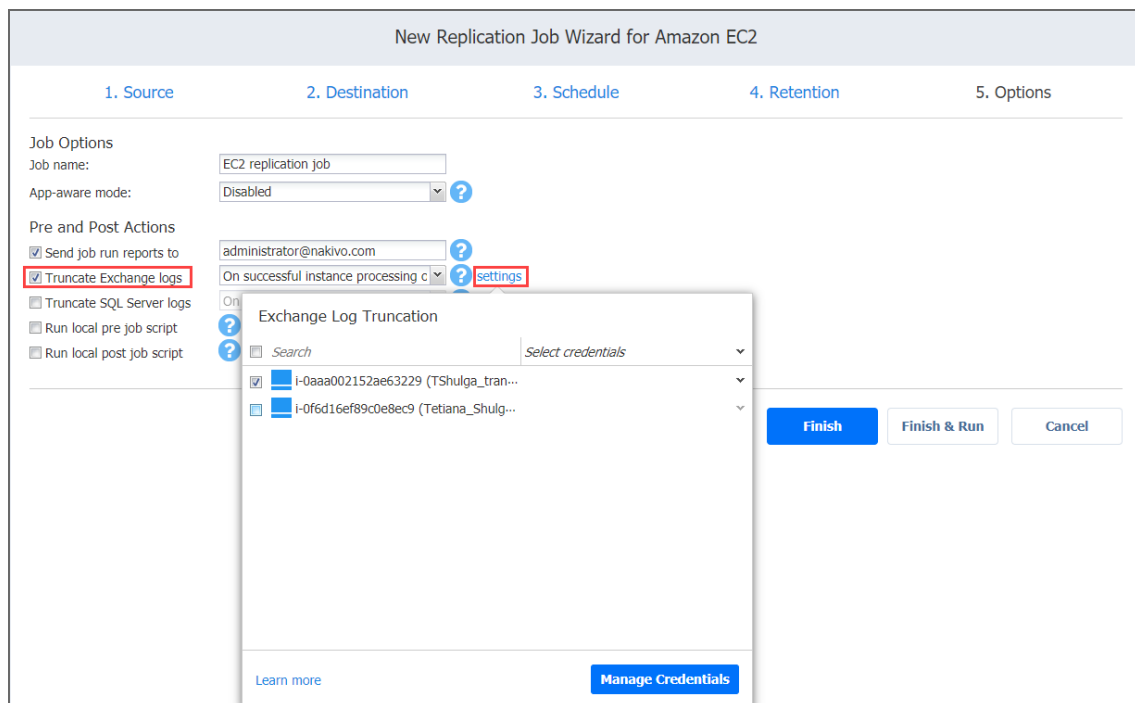 New Replication Job Wizard for Amazon EC2
1. Source 2. Destination 3. Schedule 4. Retention 5. Options
Job Options
Job name: EC2 replication job
App-aware mode: Disabled ?
Pre and Post Actions
Send job run reports to administrator@nakivo.com ?
Truncate Exchange logs On successful instance processing c ? settings
Truncate SQL Server logs On
Run local pre job script ?
Run local post job script ?
Exchange Log Truncation
Search Select credentials
i-0aaa002152ae63229 (TShulga_tran...
i-0f6d16ef89c0e8ec9 (Tetiana_Shulg...
Finish Finish & Run Cancel
Learn more Manage Credentials